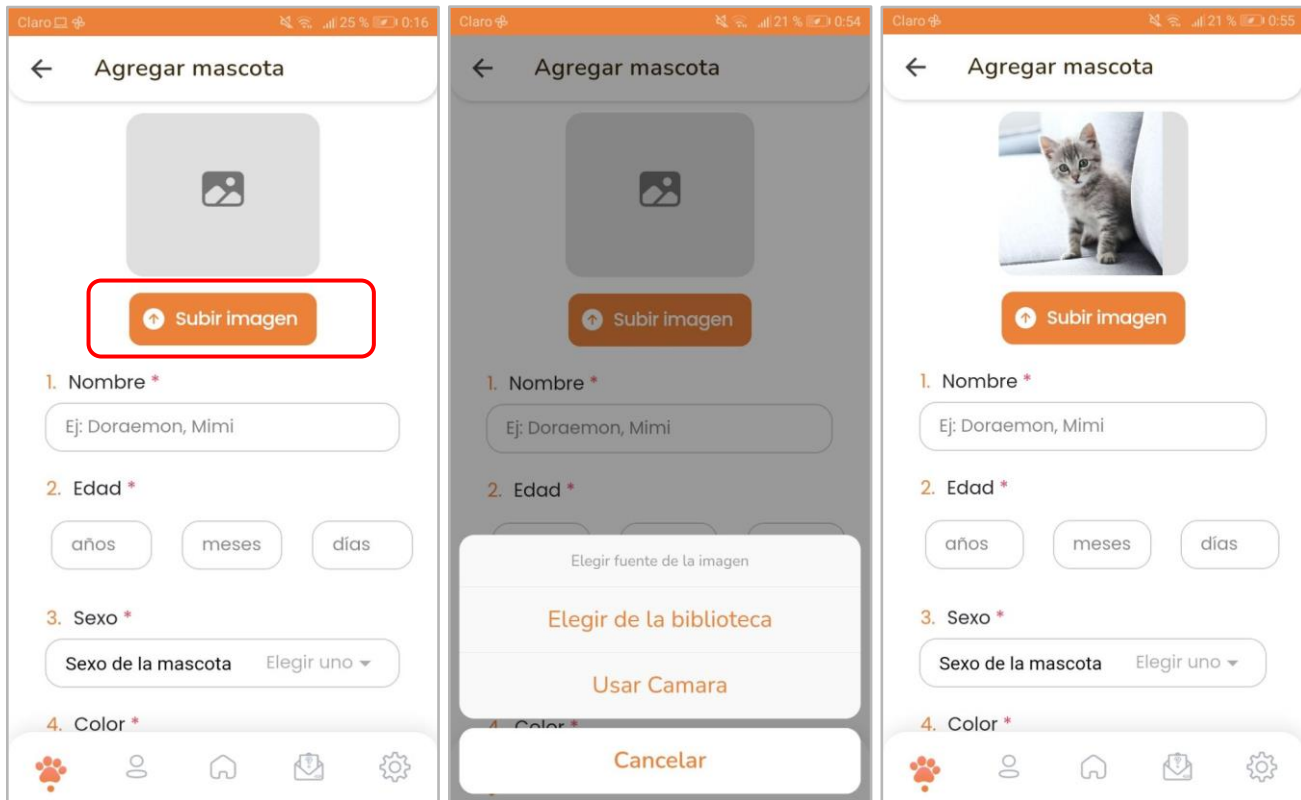 Claro 25 % 0:16
Agregar mascota
Subir imagen
1. Nombre *
Ej: Doraemon, Mimi
2. Edad *
años meses días
3. Sexo *
Sexo de la mascota Elegir uno
4. Color *
Claro 21 % 0:54
Agregar mascota
Subir imagen
1. Nombre *
Ej: Doraemon, Mimi
2. Edad *
Elegir fuente de la imagen
Elegir de la biblioteca
Usar Camara
4. Color *
Cancelar
Claro 21 % 0:55
Agregar mascota
Subir imagen
1. Nombre *
Ej: Doraemon, Mimi
2. Edad *
años meses días
3. Sexo *
Sexo de la mascota Elegir uno
4. Color *